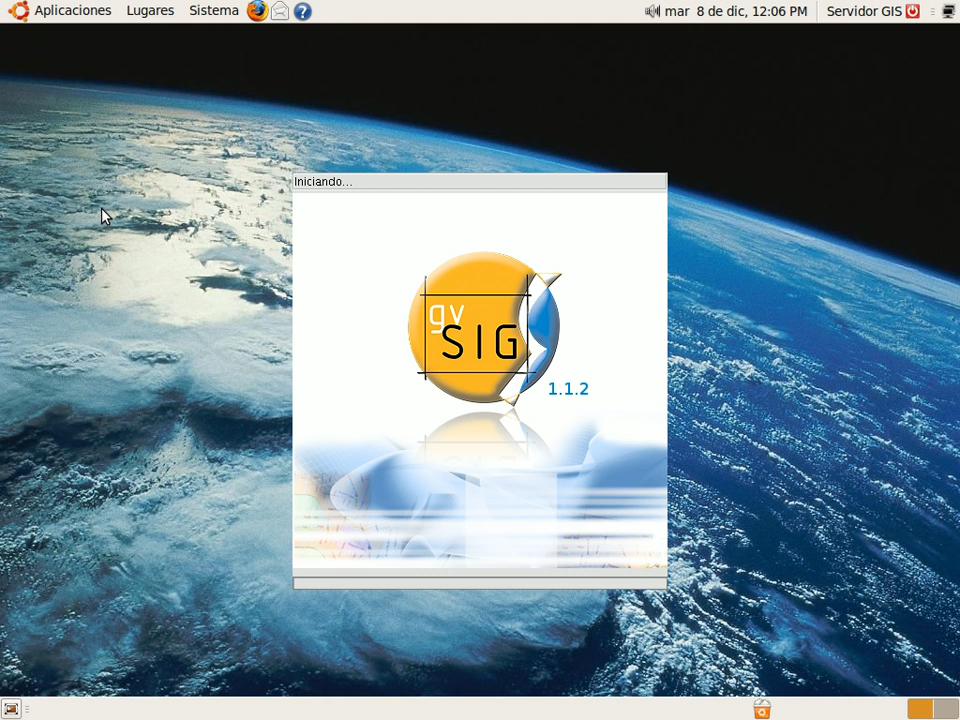 Aplicaciones Lugares Sistema mar 8 de dic, 12:06 PM Servidor GIS
Iniciando...
gv
SIG
1.1.2